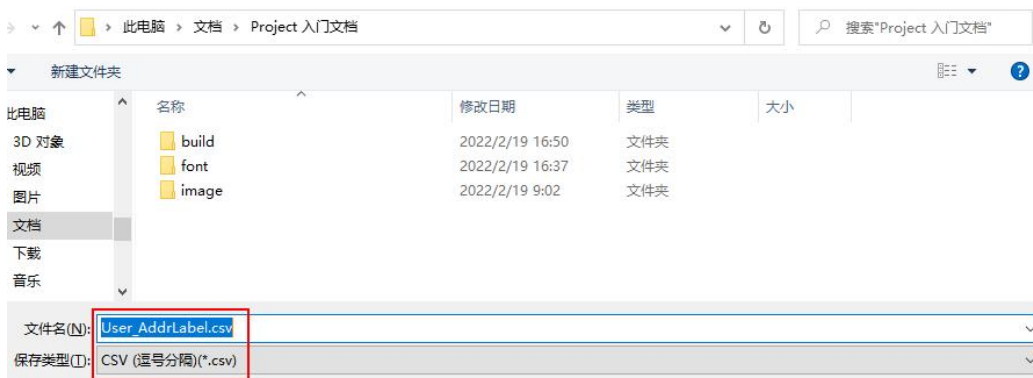 此电脑 › 文档 › Project 入门文档 搜索"Project 入门文档"
新建文件夹
此电脑 名称 修改日期 类型 大小
3D 对象 build 2022/2/19 16:50 文件夹
视频 font 2022/2/19 16:37 文件夹
图片 image 2022/2/19 9:02 文件夹
文档
下载
音乐
文件名(N): User_AddrLabel.csv
保存类型(T): CSV (逗号分隔)(*.csv)